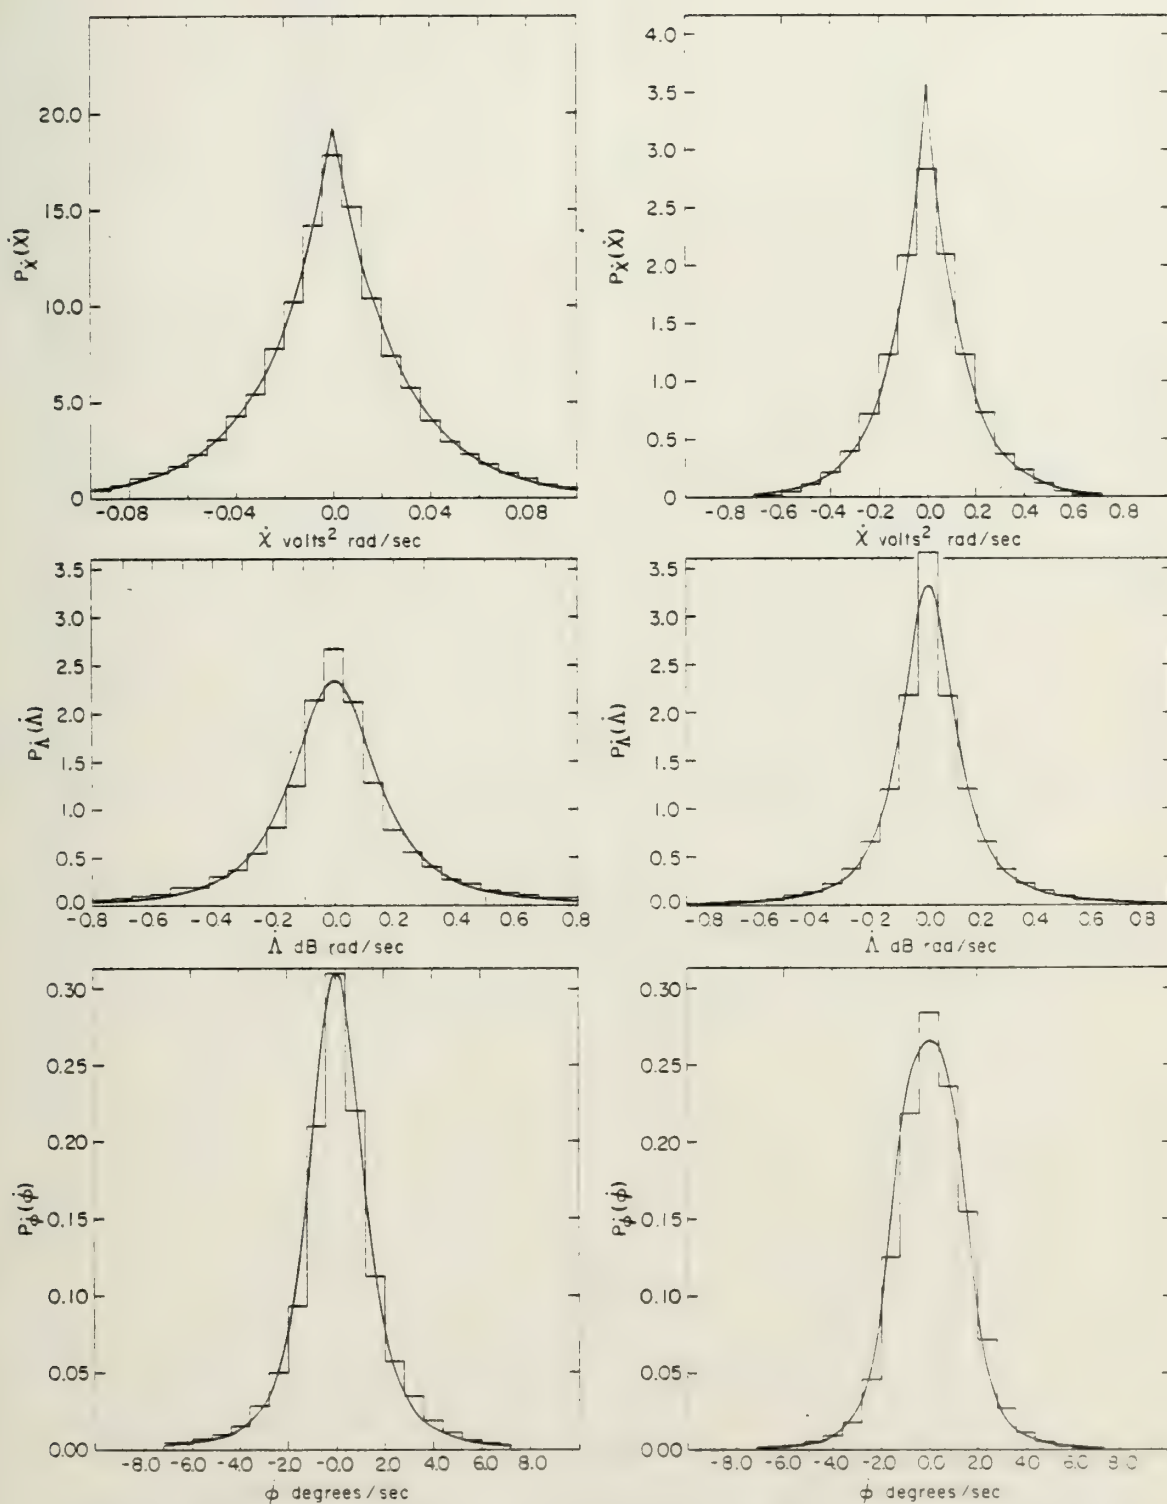 20.0
15.0
10.0
5.0
0
Pẋ(ẋ)
-0.08 -0.04 0.0 0.04 0.08
ẋ volts² rad/sec
4.0
3.5
3.0
2.5
2.0
1.5
1.0
0.5
0
Pẋ(ẋ)
-0.8 -0.6 -0.4 -0.2 0.0 0.2 0.4 0.6 0.8
ẋ volts² rad/sec
3.5
3.0
2.5
2.0
1.5
1.0
0.5
0.0
PΛ̇(Λ̇)
-0.8 -0.6 -0.4 -0.2 0.0 0.2 0.4 0.6 0.8
Λ̇ dB rad/sec
3.5
3.0
2.5
2.0
1.5
1.0
0.5
0.0
PΛ̇(Λ̇)
-0.8 -0.6 -0.4 -0.2 0.0 0.2 0.4 0.6 0.8
Λ̇ dB rad/sec
0.30
0.25
0.20
0.15
0.10
0.05
0.00
Pϕ̇(ϕ̇)
-8.0 -6.0 -4.0 -2.0 -0.0 2.0 4.0 6.0 8.0
ϕ̇ degrees/sec
0.30
0.25
0.20
0.15
0.10
0.05
0.00
Pϕ̇(ϕ̇)
-8.0 -6.0 -4.0 -2.0 0.0 2.0 4.0 6.0 8.0
ϕ̇ degrees/sec